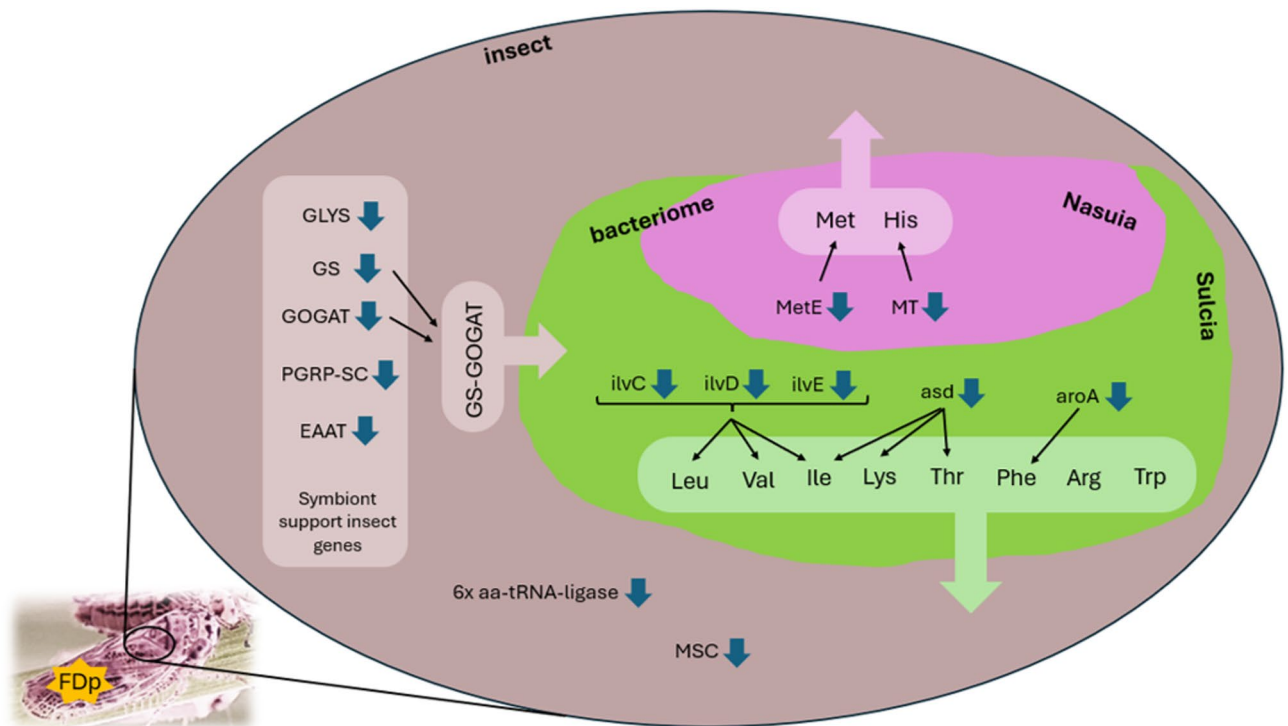 insect
GLYS
GS
GOGAT
PGRP-SC
EAAT
Symbiont
support insect
genes
GS-GOGAT
bacteriome
Nasuia
Sulcia
Met His
MetE MT
ilvC ilvD ilvE asd aroA
Leu Val Ile Lys Thr Phe Arg Trp
6x aa-tRNA-ligase
MSC
FDp